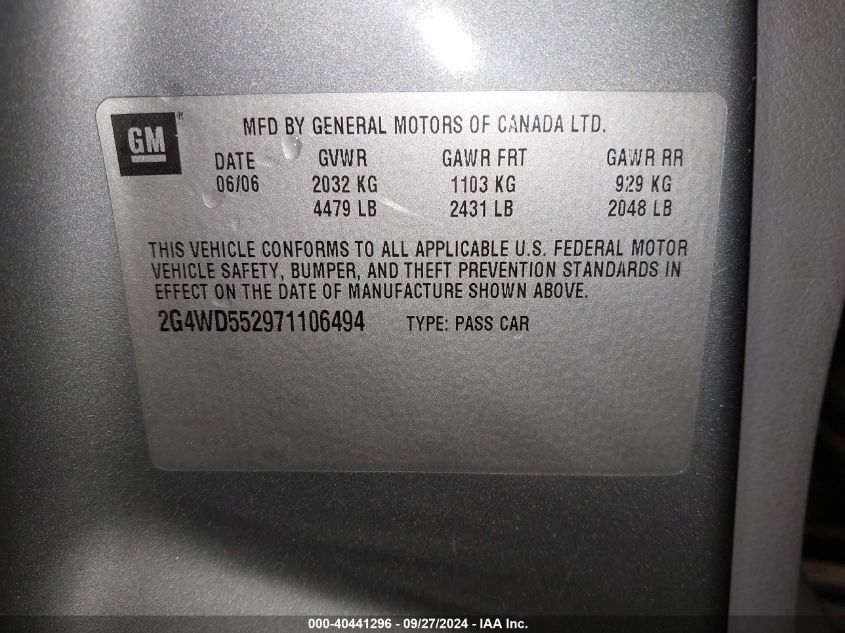 GM®
MFD BY GENERAL MOTORS OF CANADA LTD.
DATE GVWR GAWR FRT GAWR RR
06/06 2032 KG 1103 KG 929 KG
4479 LB 2431 LB 2048 LB
THIS VEHICLE CONFORMS TO ALL APPLICABLE U.S. FEDERAL MOTOR
VEHICLE SAFETY, BUMPER, AND THEFT PREVENTION STANDARDS IN
EFFECT ON THE DATE OF MANUFACTURE SHOWN ABOVE.
2G4WD552971106494 TYPE: PASS CAR
000-40441296 - 09/27/2024 - IAA Inc.